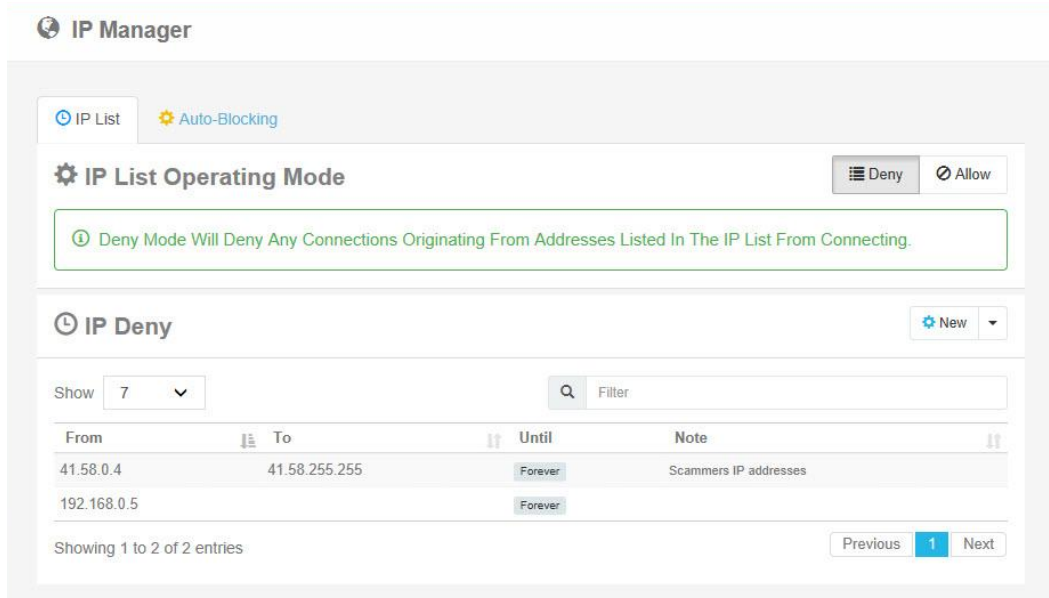 IP Manager
IP List Auto-Blocking
IP List Operating Mode Deny Allow
Deny Mode Will Deny Any Connections Originating From Addresses Listed In The IP List From Connecting.
IP Deny New
Show 7 Filter
From To Until Note
41.58.0.4 41.58.255.255 Forever Scammers IP addresses
192.168.0.5 Forever
Showing 1 to 2 of 2 entries Previous 1 Next